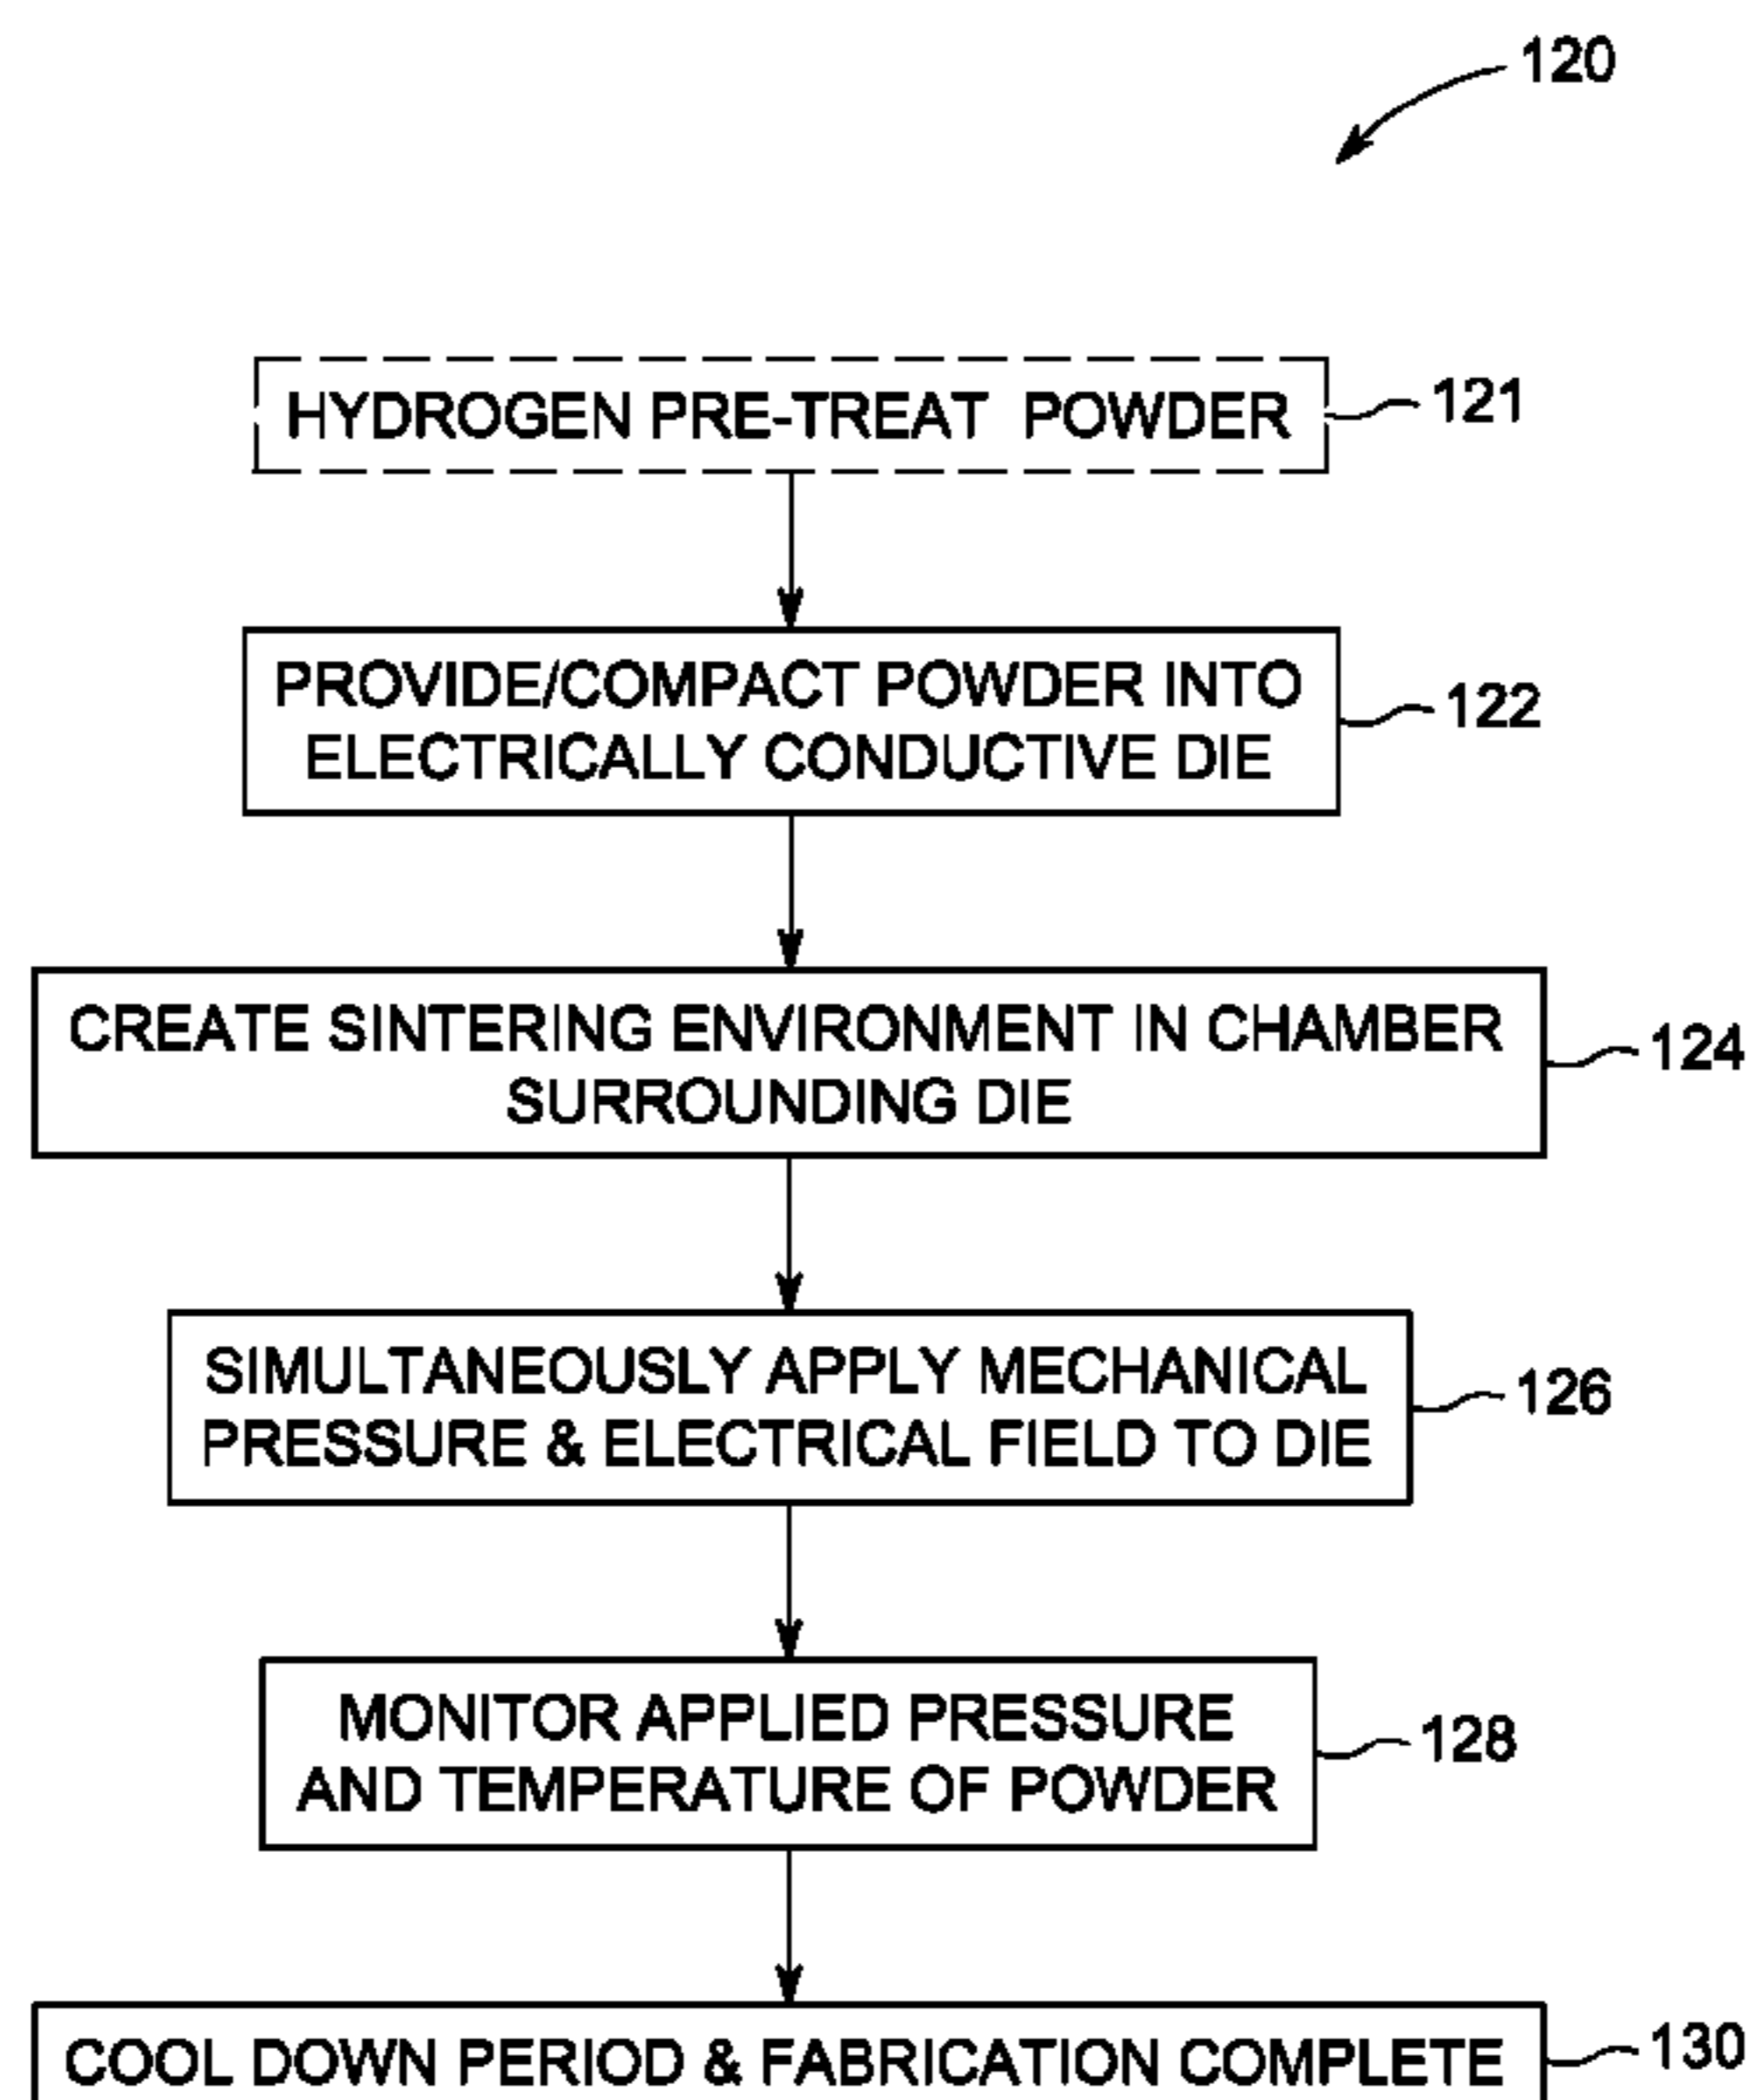 120
HYDROGEN PRE-TREAT POWDER
121
PROVIDE/COMPACT POWDER INTO
ELECTRICALLY CONDUCTIVE DIE
122
CREATE SINTERING ENVIRONMENT IN CHAMBER
SURROUNDING DIE
124
SIMULTANEOUSLY APPLY MECHANICAL
PRESSURE & ELECTRICAL FIELD TO DIE
126
MONITOR APPLIED PRESSURE
AND TEMPERATURE OF POWDER
128
COOL DOWN PERIOD & FABRICATION COMPLETE
130